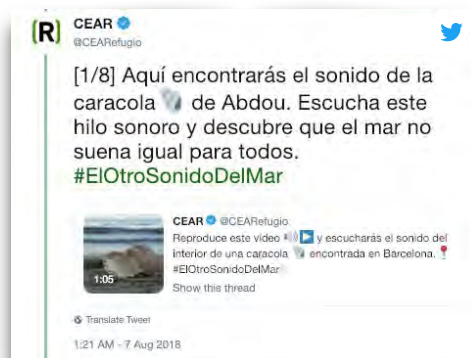 (R)
CEAR
@CEARefugio
[1/8] Aquí encontrarás el sonido de la
caracola 🐚 de Abdou. Escucha este
hilo sonoro y descubre que el mar no
suena igual para todos.
#ElOtroSonidoDelMar
CEAR @CEARefugio
Reproduce este vídeo 🔊▶️ y escucharás el sonido del
interior de una caracola 🐚 encontrada en Barcelona.📍
#ElOtroSonidoDelMar
1:05
Show this thread
Translate Tweet
1:21 AM - 7 Aug 2018